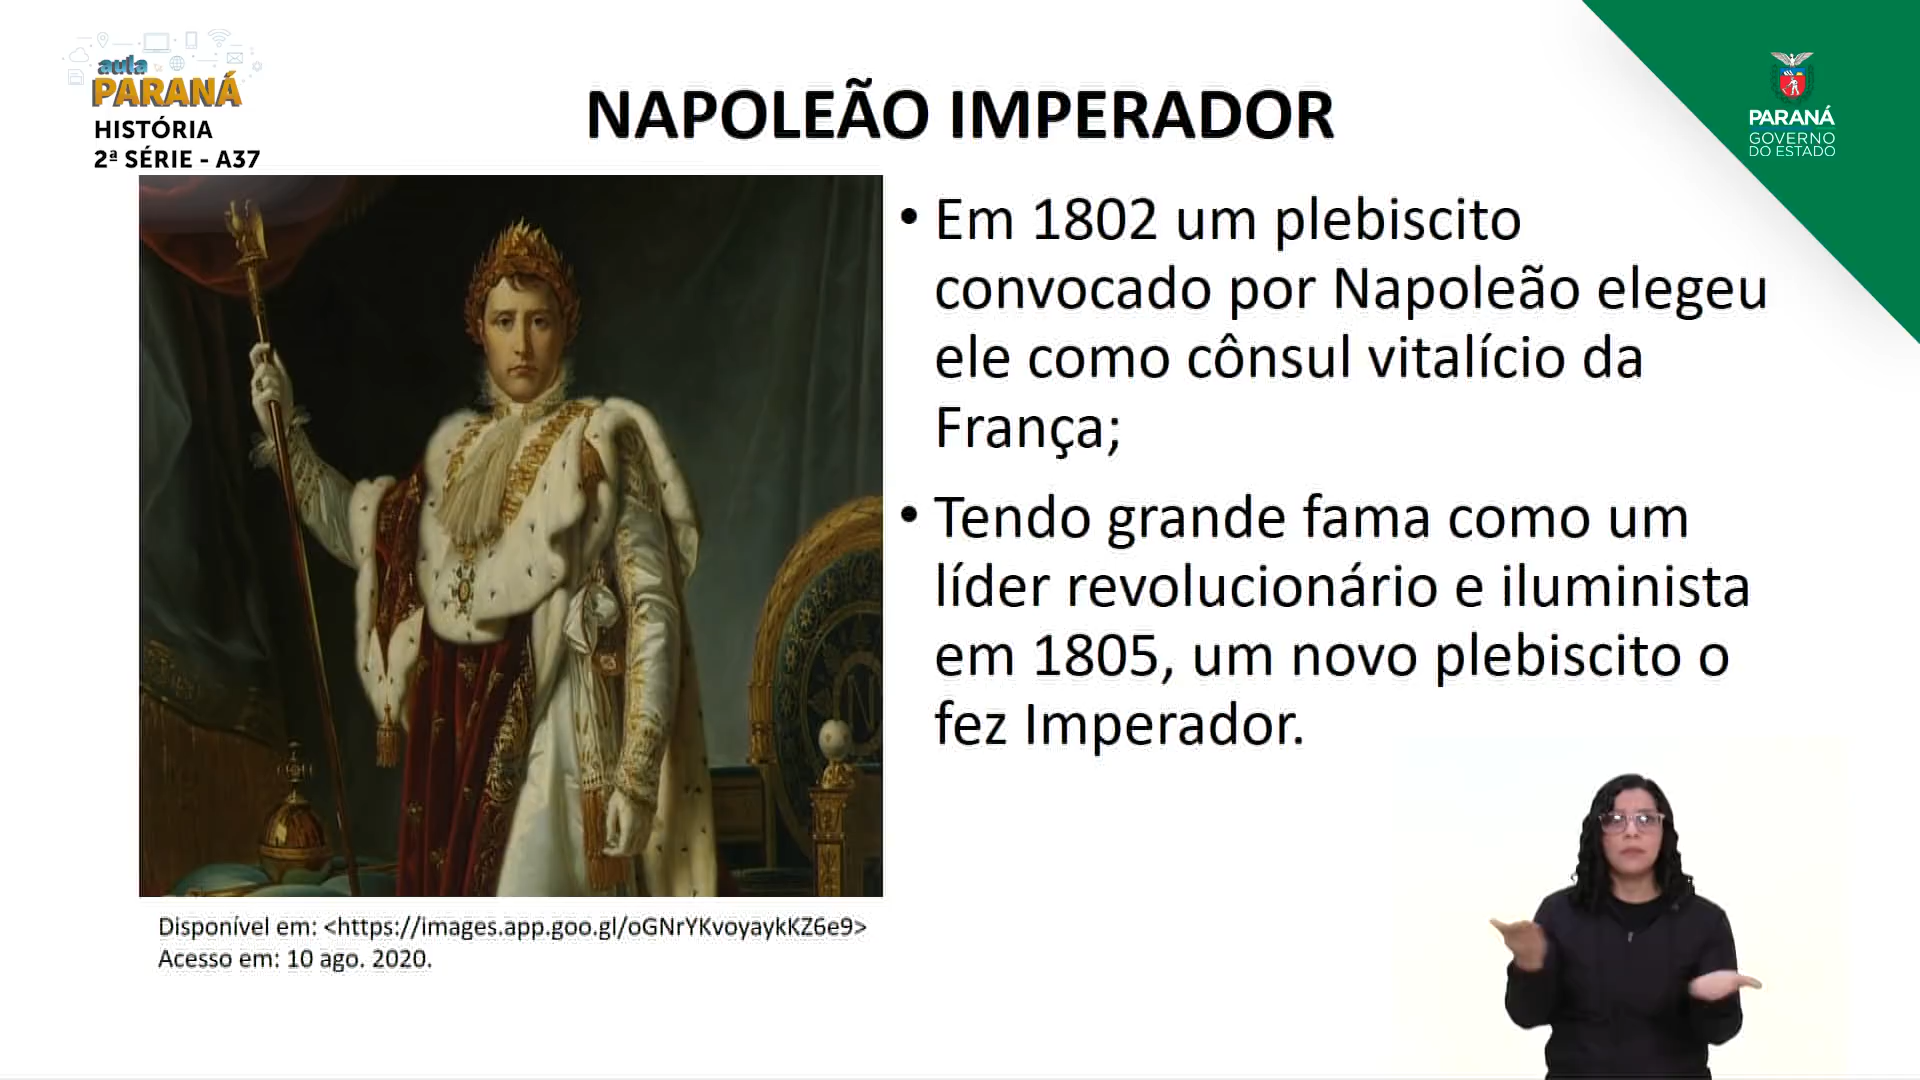 aula
PARANÁ
HISTÓRIA
2ª SÉRIE - A37
NAPOLEÃO IMPERADOR
PARANÁ
GOVERNO
DO ESTADO
• Em 1802 um plebiscito
convocado por Napoleão elegeu
ele como cônsul vitalício da
França;
• Tendo grande fama como um
líder revolucionário e iluminista
em 1805, um novo plebiscito o
fez Imperador.
N
Disponível em: <https://images.app.goo.gl/oGNrYKvoyaykKZ6e9>
Acesso em: 10 ago. 2020.